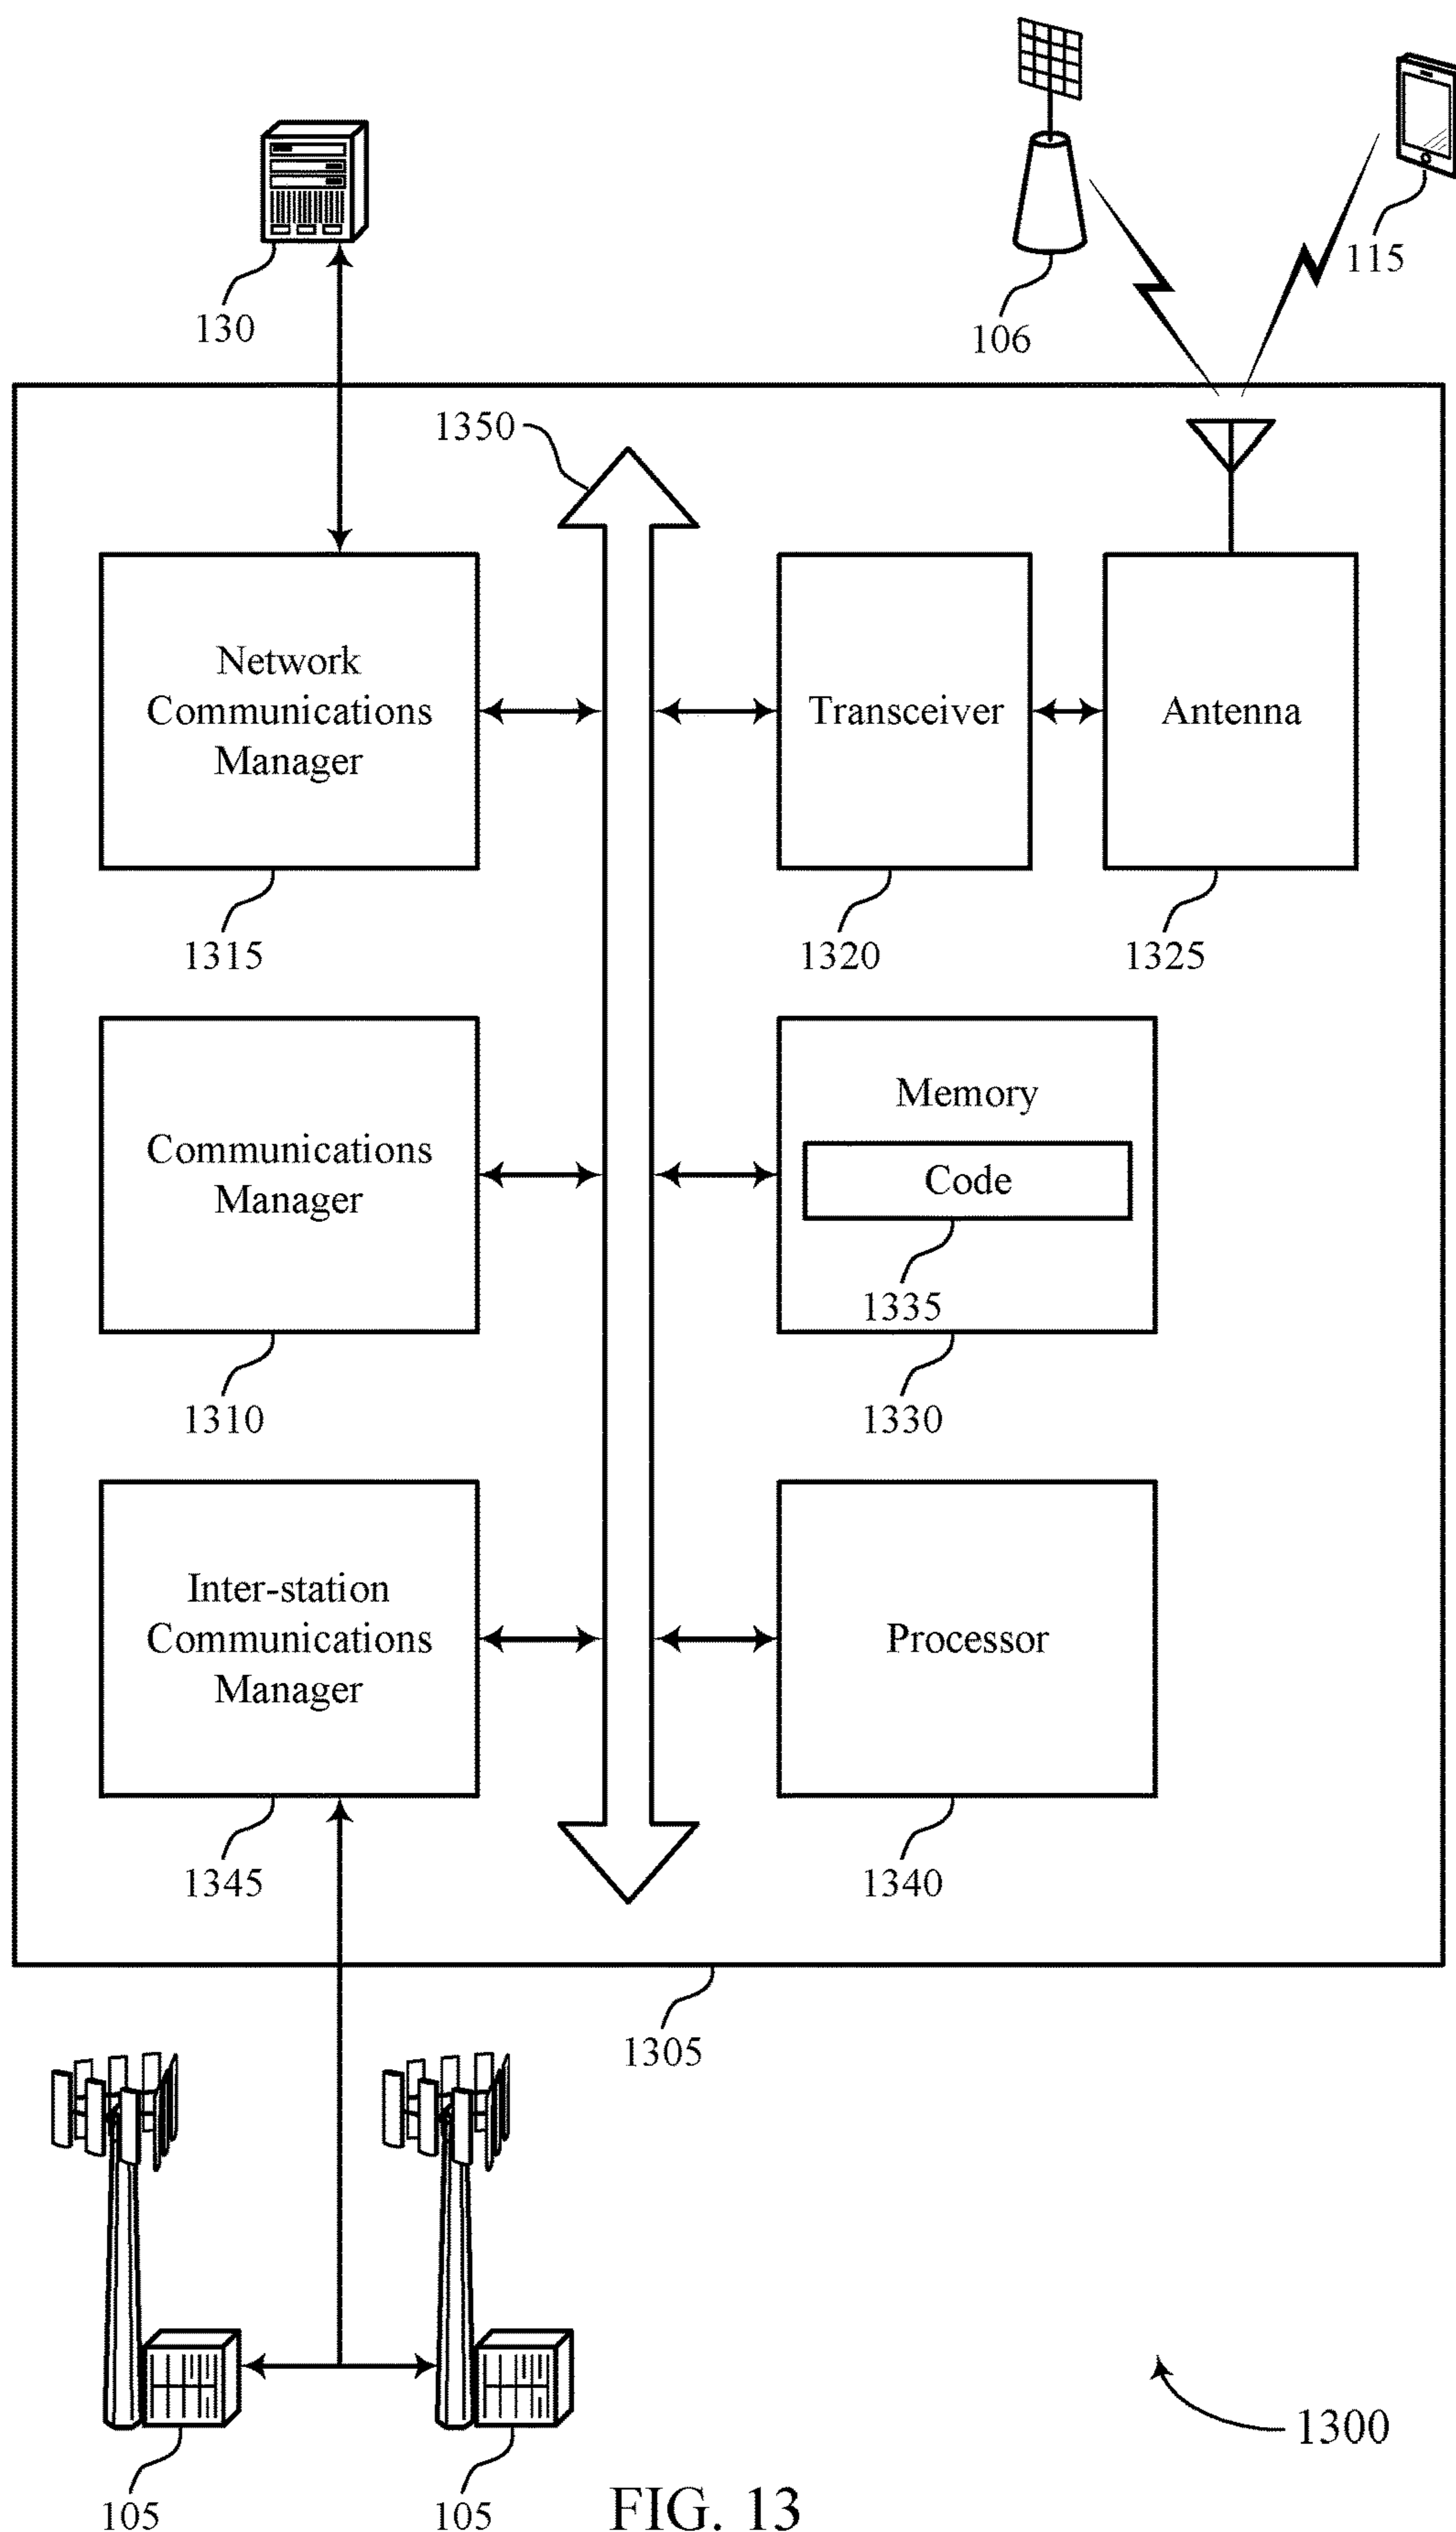 130
106
115
1350
Network
Communications
Manager
Transceiver
Antenna
1315
1320
1325
Communications
Manager
Memory
Code
1335
1310
1330
Inter-station
Communications
Manager
Processor
1345
1340
1305
1300
105
105
FIG. 13